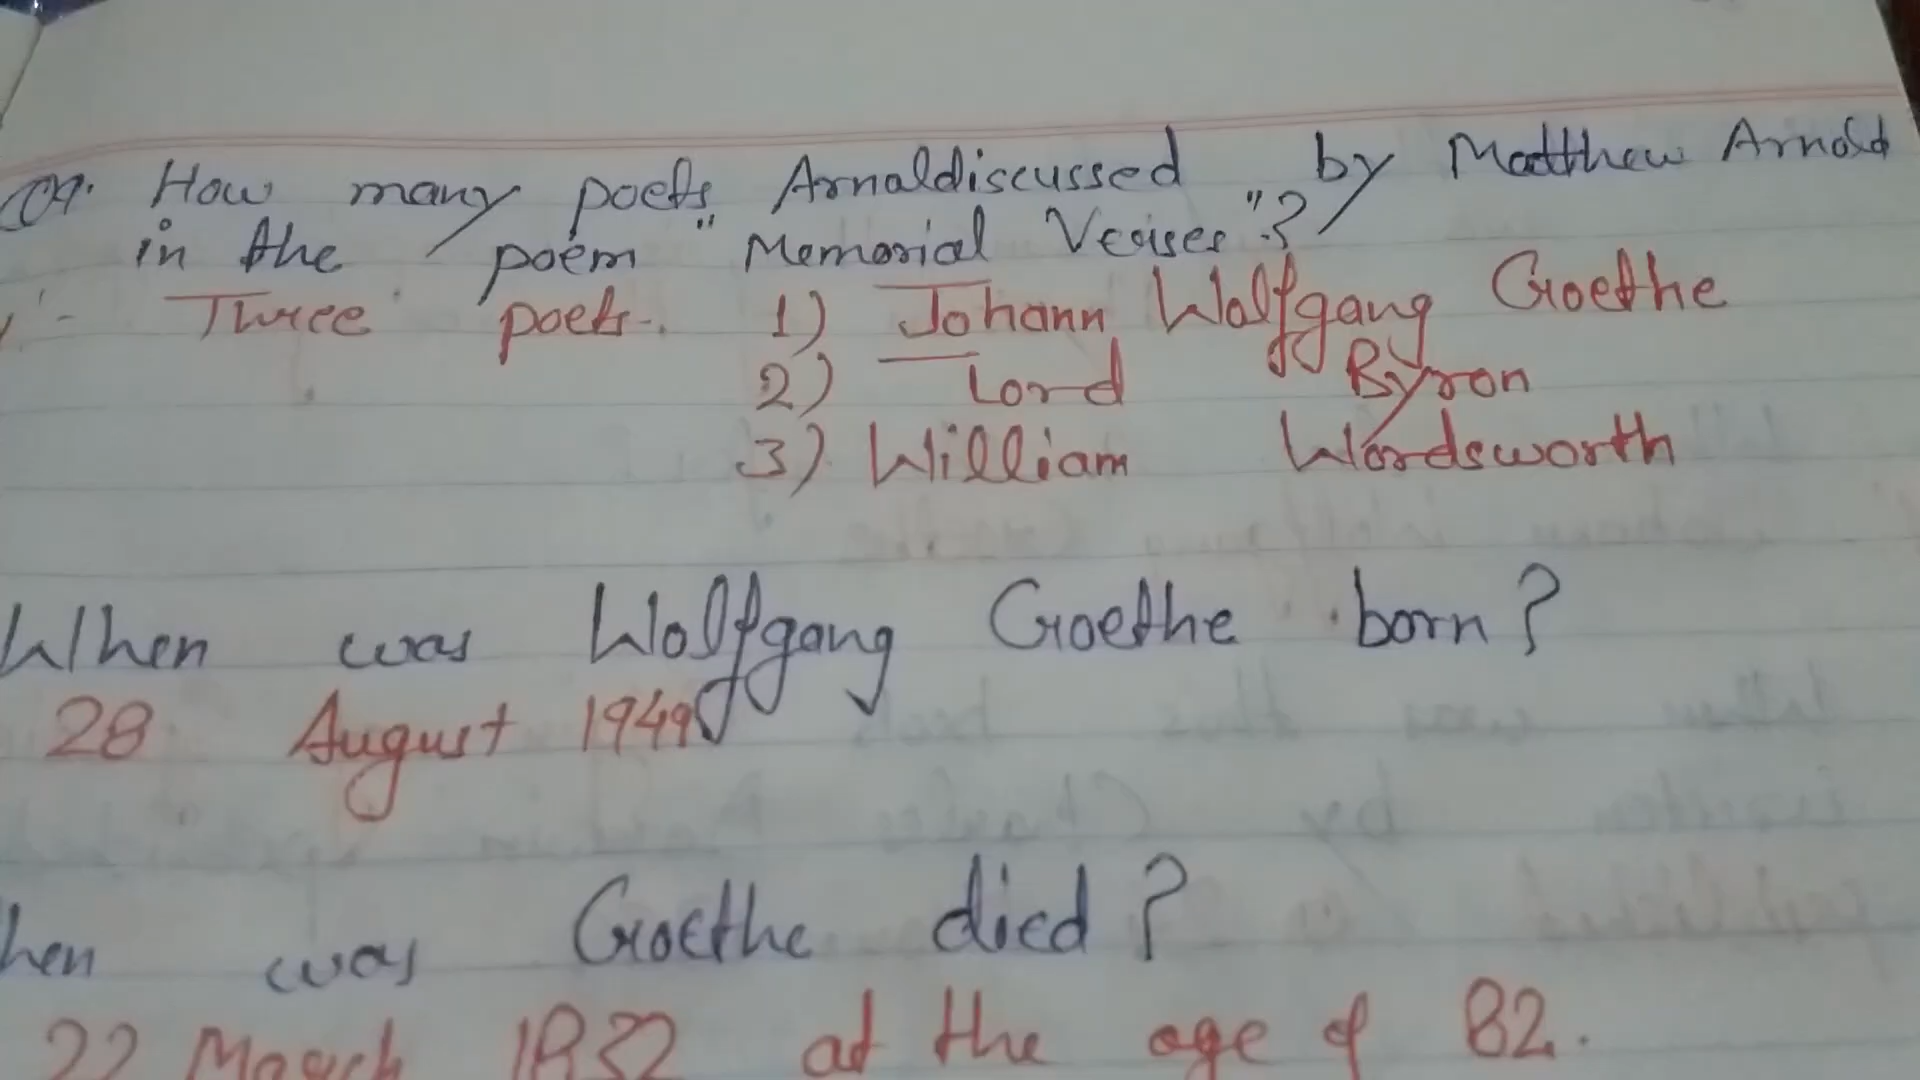 Q9. How many poets Arnaldiscussed by Matthew Arnold
in the poem "Memorial Verses"?
Three poets. 1) Johann Wolfgang Goethe
2) Lord Byron
3) William Wordsworth
When was Wolfgang Goethe born?
28 August 1949
hen was Goethe died?
22 March 1832 at the age of 82.